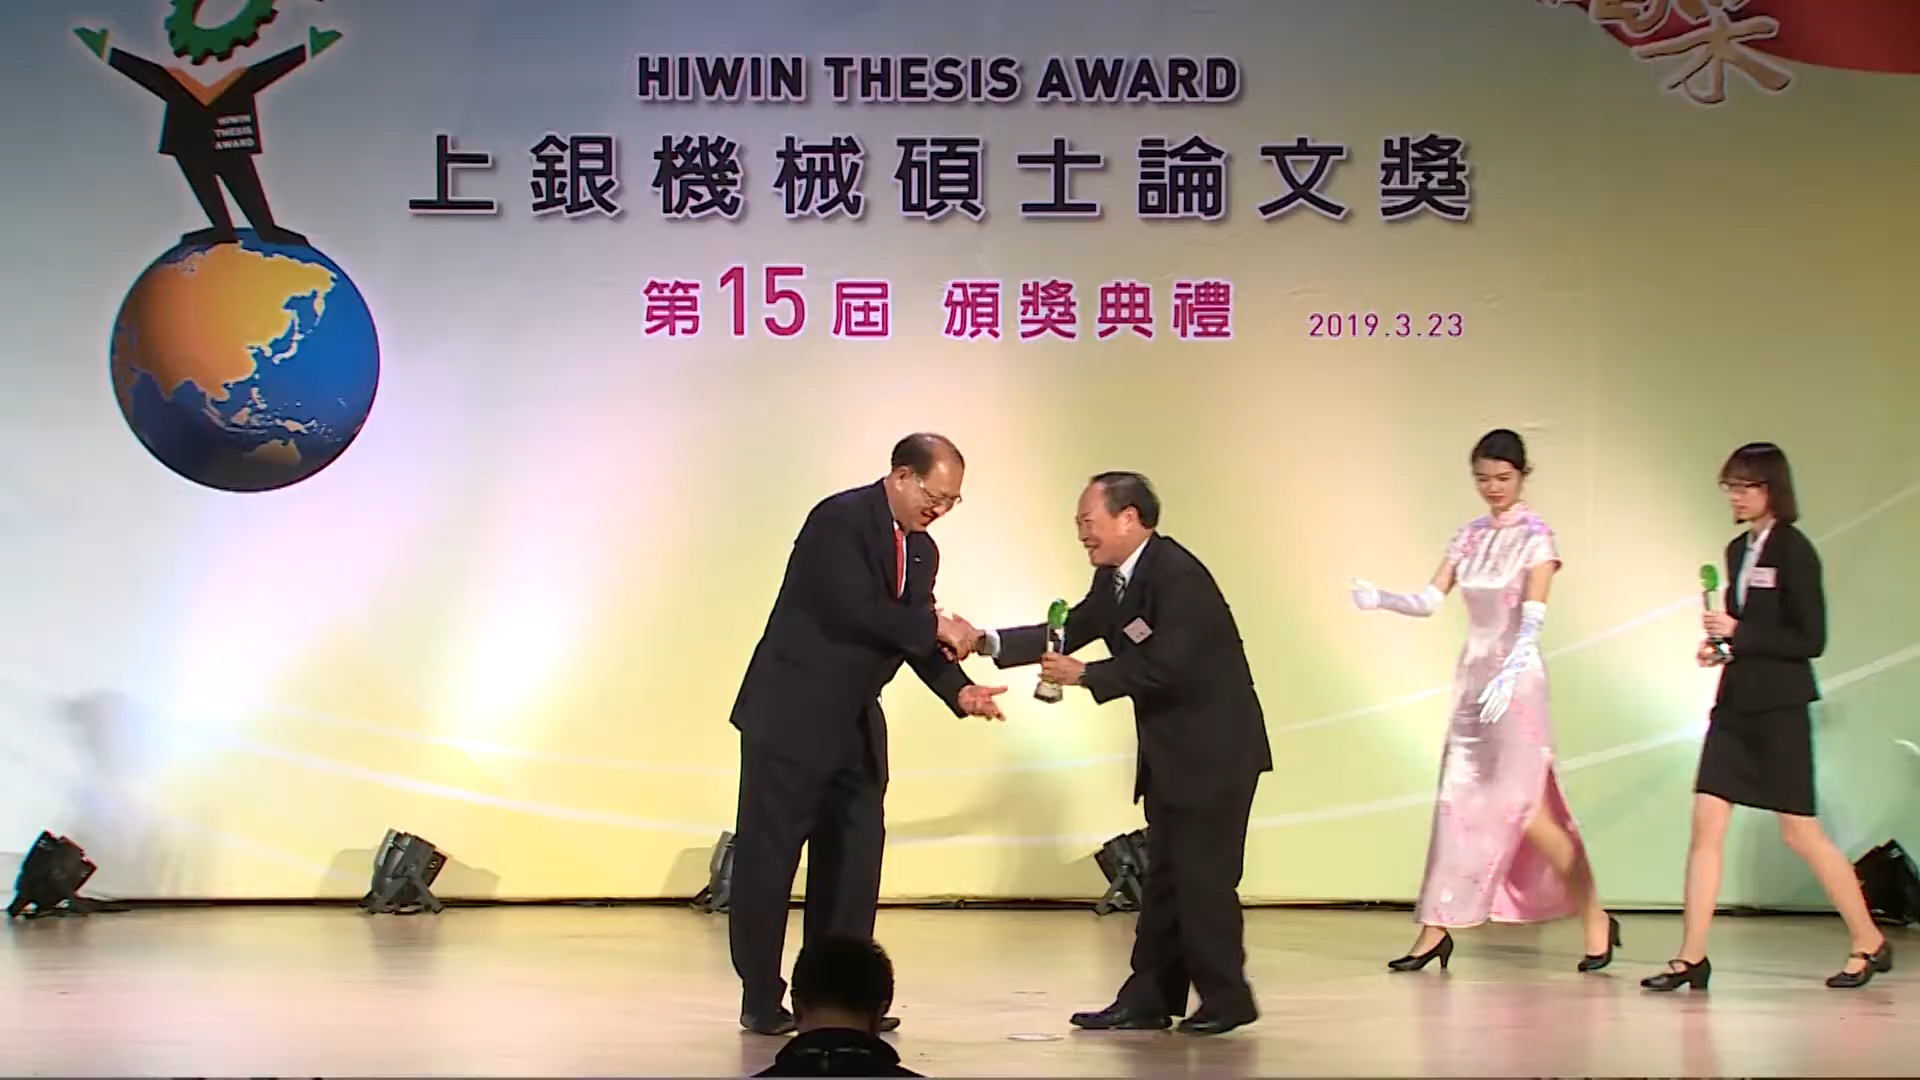 HIWIN THESIS AWARD
上銀機械碩士論文獎
第15屆 頒獎典禮 2019.3.23
HIWIN
THESIS
AWARD